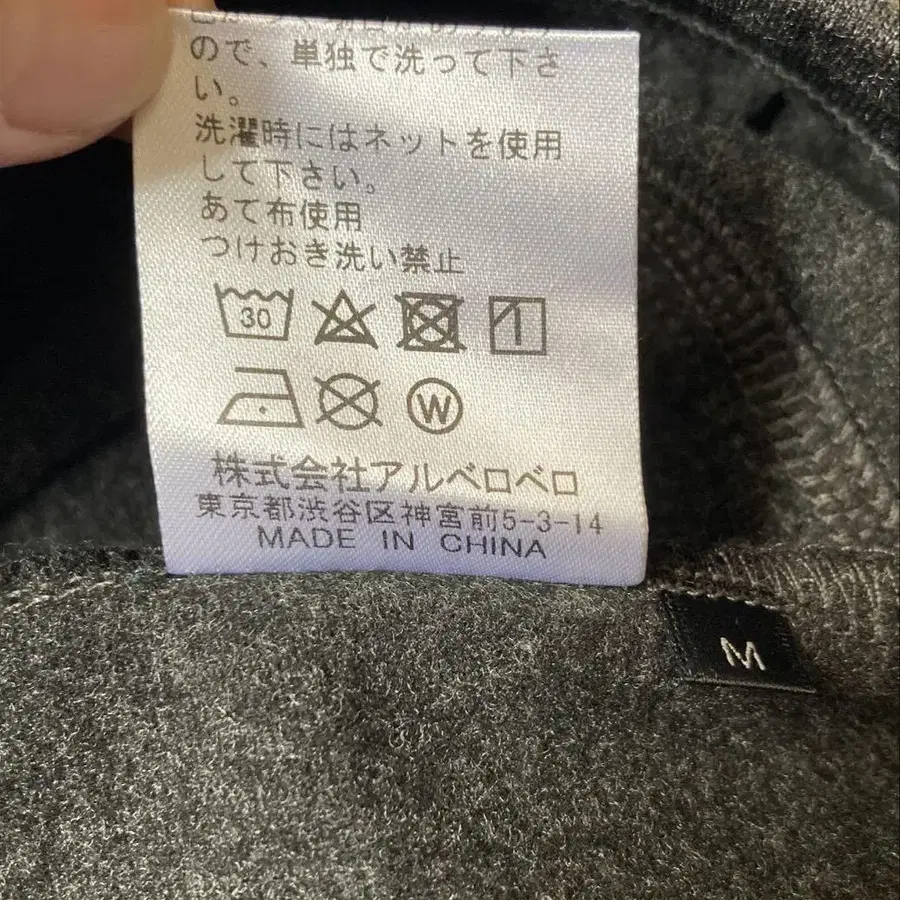 ので、単独で洗って下さ
い。
洗濯時にはネットを使用
して下さい。
あて布使用
つけおき洗い禁止
30
W
株式会社アルベロベロ
東京都渋谷区神宮前5-3-14
MADE IN CHINA
M